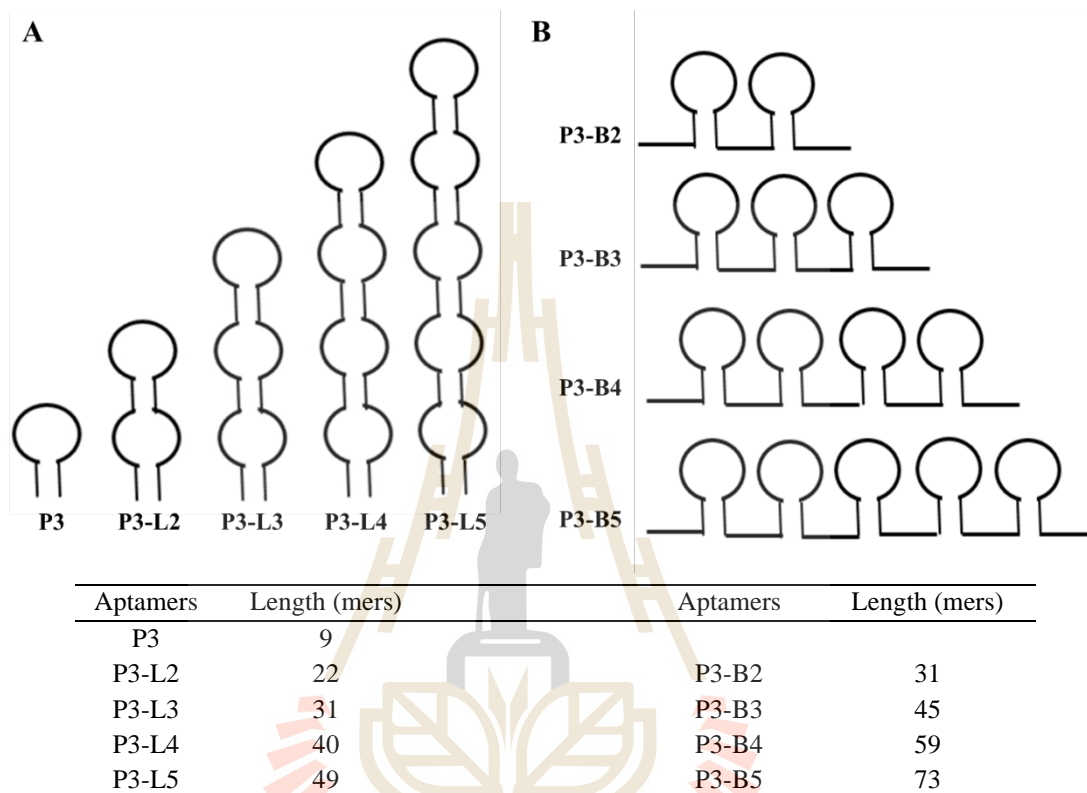 A
B
P3-B2
P3-B3
P3-B4
P3-B5
P3 P3-L2 P3-L3 P3-L4 P3-L5
Aptamers Length (mers) Aptamers Length (mers)
P3 9
P3-L2 22 P3-B2 31
P3-L3 31 P3-B3 45
P3-L4 40 P3-B4 59
P3-L5 49 P3-B5 73